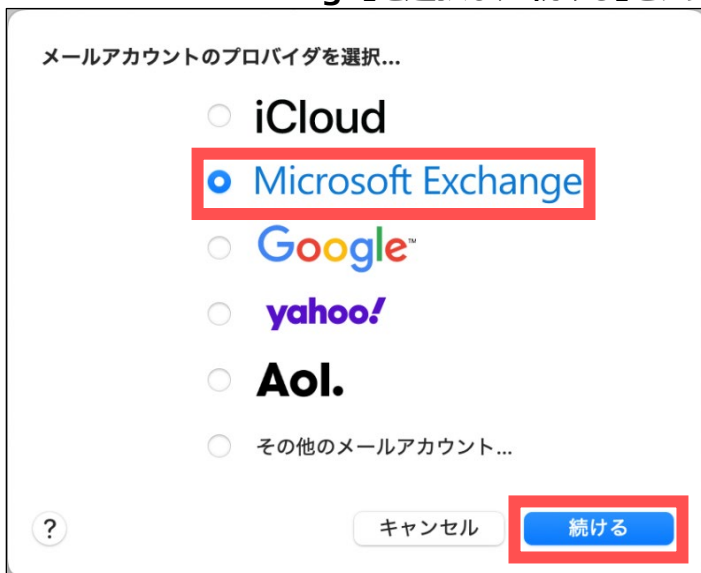 メールアカウントのプロバイダを選択...
iCloud
Microsoft Exchange
Google™
yahoo!
Aol.
その他のメールアカウント...
? キャンセル 続ける